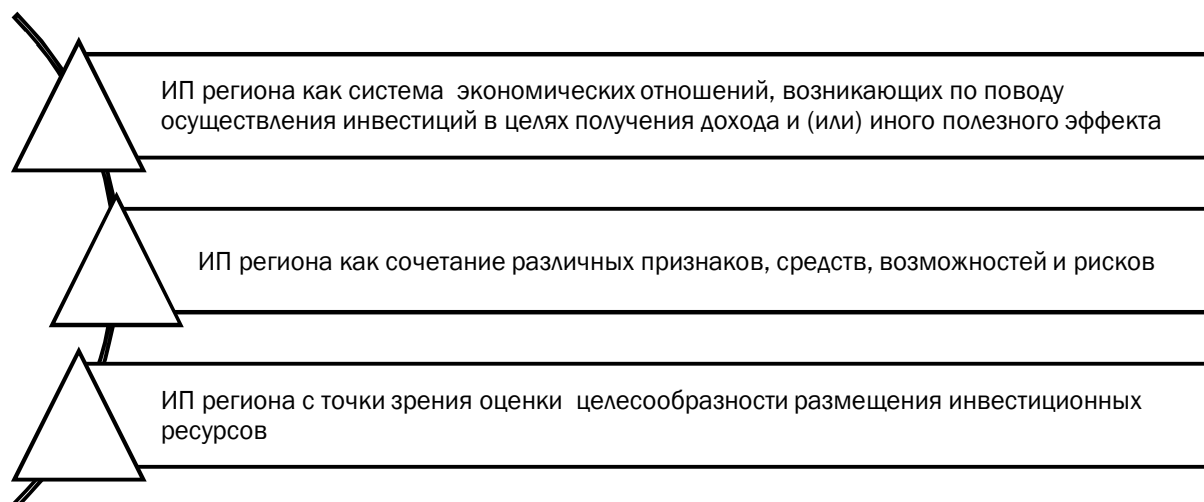 ИП региона как система экономических отношений, возникающих по поводу
осуществления инвестиций в целях получения дохода и (или) иного полезного эффекта
ИП региона как сочетание различных признаков, средств, возможностей и рисков
ИП региона с точки зрения оценки целесообразности размещения инвестиционных
ресурсов